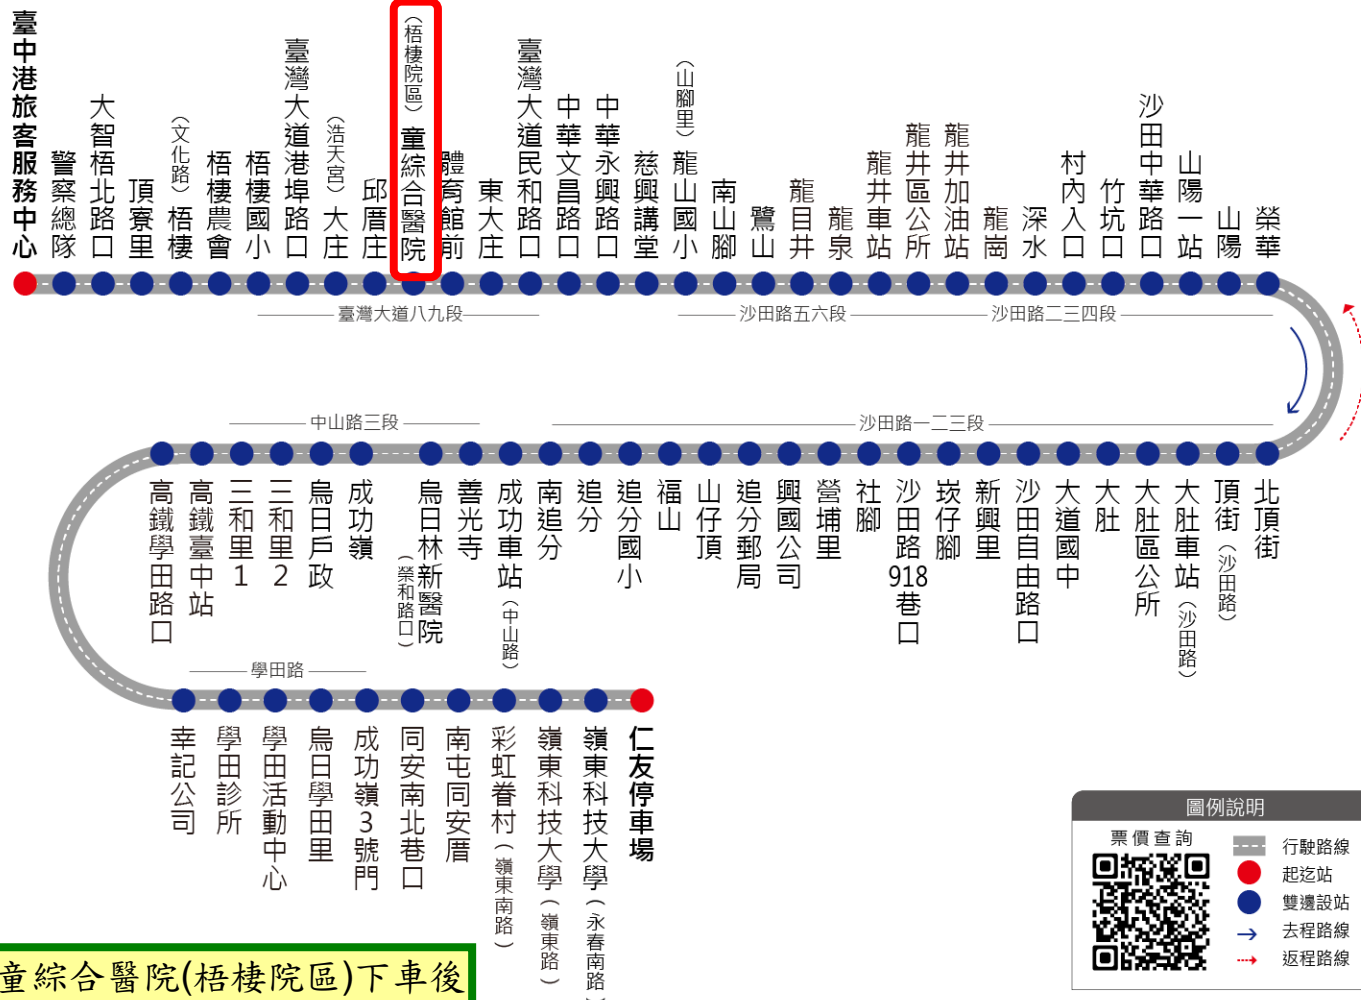 臺中港旅客服務中心
警察總隊
大智梧北路口
頂寮里
(文化路) 梧棲
梧棲農會
梧棲國小
臺灣大道港埠路口
(浩天宮) 大庄
邱厝庄
(梧棲院區) 童綜合醫院
體育館前
東大庄
臺灣大道民和路口
中華文昌路口
中華永興路口
慈興講堂
(山腳里) 龍山國小
南山腳
鷺山
龍目井
龍泉
龍井車站
龍井區公所
龍井加油站
龍崗
深水
村內入口
竹坑口
沙田中華路口
山陽一站
山陽
榮華
臺灣大道八九段
沙田路五六段
沙田路二三四段
中山路三段
沙田路一二三段
高鐵學田路口
高鐵臺中站
三和里1
三和里2
烏日戶政
成功嶺
烏日林新醫院
(榮和路口)
善光寺
成功車站(中山路)
南追分
追分
追分國小
福山
山仔頂
追分郵局
興國公司
營埔里
社腳
沙田路918巷口
崁仔腳
新興里
沙田自由路口
大道國中
大肚
大肚區公所
大肚車站(沙田路)
頂街(沙田路)
北頂街
學田路
幸記公司
學田診所
學田活動中心
烏日學田里
成功嶺3號門
同安南北巷口
南屯同安厝
彩虹眷村(嶺東南路)
嶺東科技大學(嶺東路)
嶺東科技大學(永春南路)
仁友停車場
圖例說明
票價查詢
行駛路線
起迄站
雙邊設站
去程路線
返程路線
童綜合醫院(梧棲院區)下車後